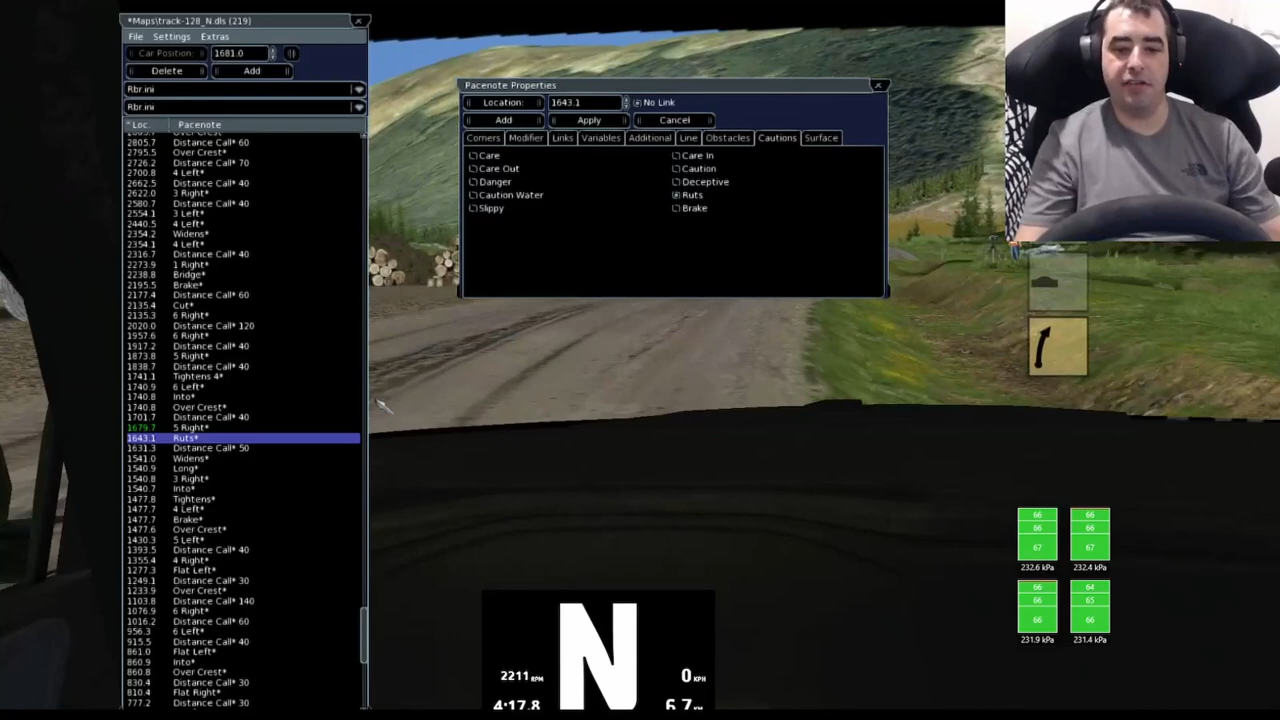 *Maps\track-128_N.dls (219)
File Settings Extras
Car Position: 1681.0
Delete Add
Rbr.ini
Rbr.ini
*Loc. Pacenote
2805.7 Distance Call* 60
2795.5 Over Crest*
2726.2 Distance Call* 70
2700.8 4 Left*
2662.5 Distance Call* 40
2622.0 3 Right*
2580.7 Distance Call* 40
2554.1 3 Left*
2440.5 4 Left*
2354.2 Widens*
2354.1 4 Left*
2316.7 Distance Call* 40
2273.9 1 Right*
2238.8 Bridge*
2195.5 Brake*
2177.4 Distance Call* 60
2135.4 Cut*
2135.3 6 Right*
2020.0 Distance Call* 120
1957.6 6 Right*
1917.2 Distance Call* 40
1873.8 5 Right*
1838.7 Distance Call* 40
1741.1 Tightens 4*
1740.9 6 Left*
1740.8 Into*
1740.8 Over Crest*
1701.7 Distance Call* 40
1679.7 5 Right*
1643.1 Ruts*
1631.3 Distance Call* 50
1541.0 Widens*
1540.9 Long*
1540.8 3 Right*
1540.7 Into*
1477.8 Tightens*
1477.7 4 Left*
1477.7 Brake*
1477.6 Over Crest*
1430.3 5 Left*
1393.5 Distance Call* 40
1355.4 4 Right*
1277.3 Flat Left*
1249.1 Distance Call* 30
1233.9 Over Crest*
1103.8 Distance Call* 140
1076.9 6 Right*
1016.2 Distance Call* 60
956.3 6 Left*
915.5 Distance Call* 40
861.0 Flat Left*
860.9 Into*
860.8 Over Crest*
830.4 Distance Call* 30
810.4 Flat Right*
777.2 Distance Call* 30
Pacenote Properties
Location: 1643.1 No Link
Add Apply Cancel
Corners Modifier Links Variables Additional Line Obstacles Cautions Surface
Care Care In
Care Out Caution
Danger Deceptive
Caution Water Ruts
Slippy Brake
66 66
66 66
67 67
232.6 kPa 232.4 kPa
66 64
66 65
66 66
231.9 kPa 231.4 kPa
N
2211 RPM 0 KPH
4:17.8 6.7